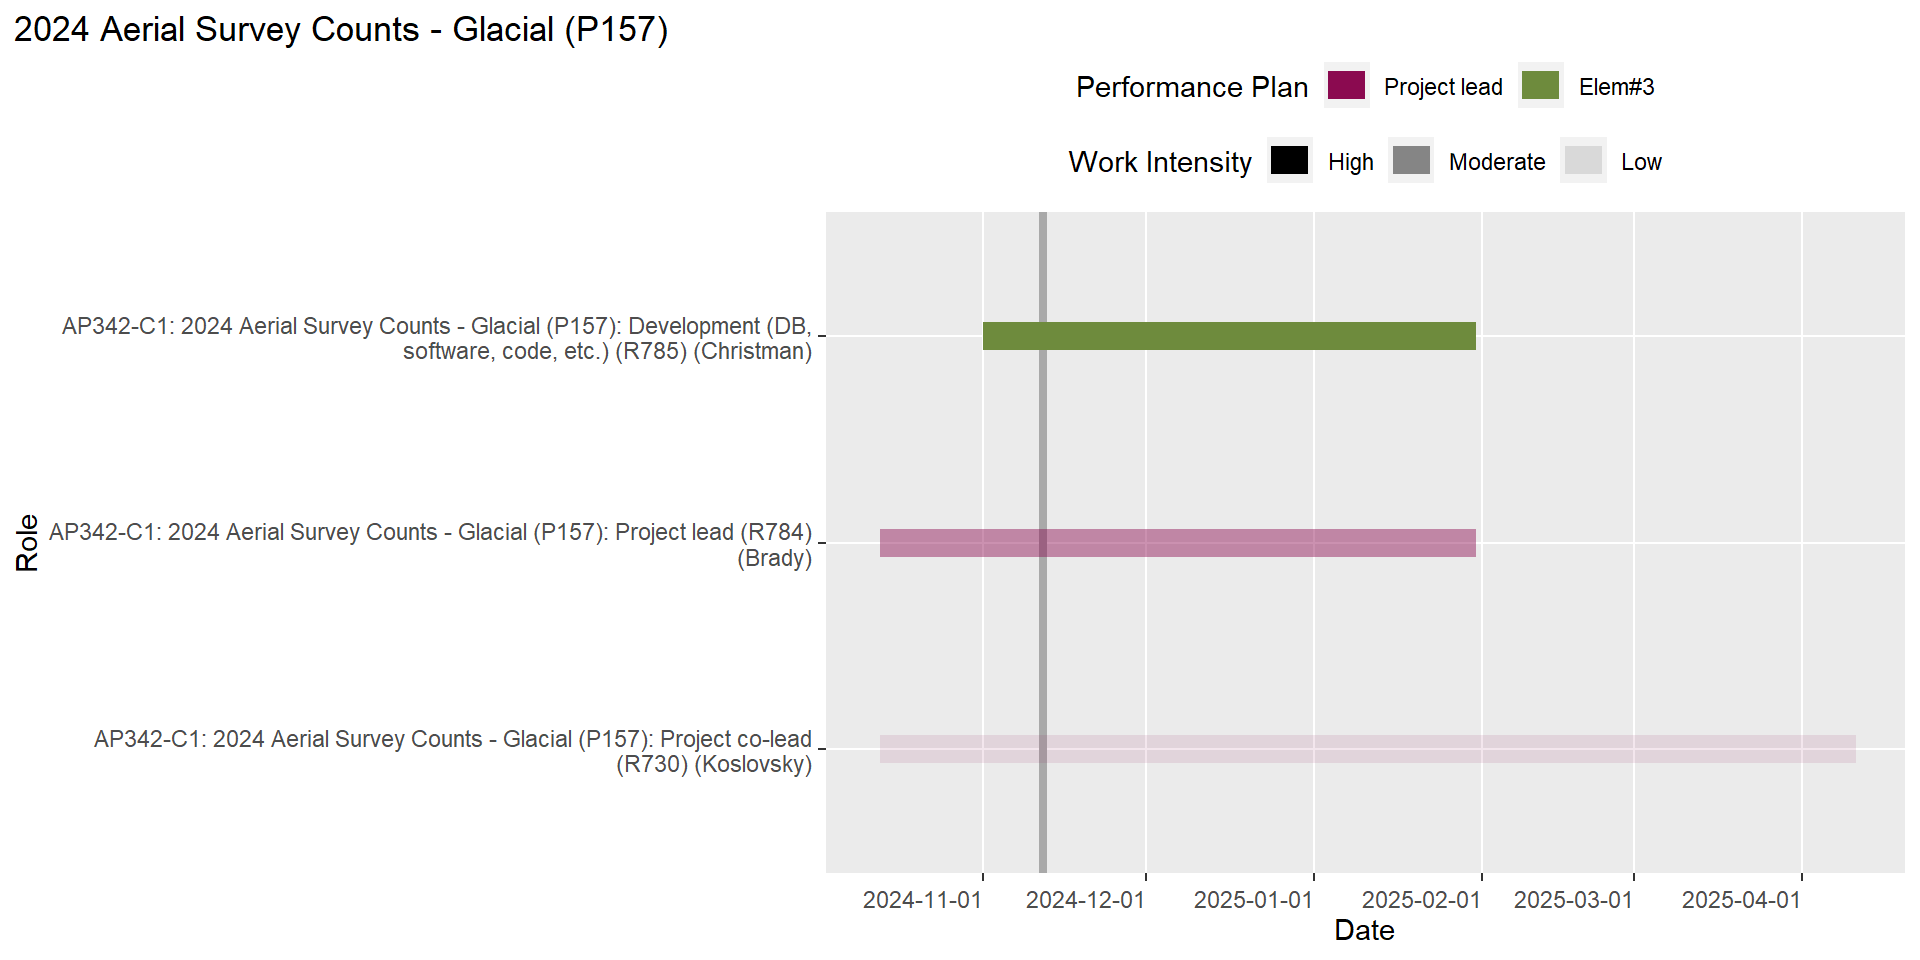 2024 Aerial Survey Counts - Glacial (P157)
Performance Plan Project lead Elem#3
Work Intensity High Moderate Low
AP342-C1: 2024 Aerial Survey Counts - Glacial (P157): Development (DB,
software, code, etc.) (R785) (Christman)
Role
AP342-C1: 2024 Aerial Survey Counts - Glacial (P157): Project lead (R784)
(Brady)
AP342-C1: 2024 Aerial Survey Counts - Glacial (P157): Project co-lead
(R730) (Koslovsky)
2024-11-01 2024-12-01 2025-01-01 2025-02-01 2025-03-01 2025-04-01
Date